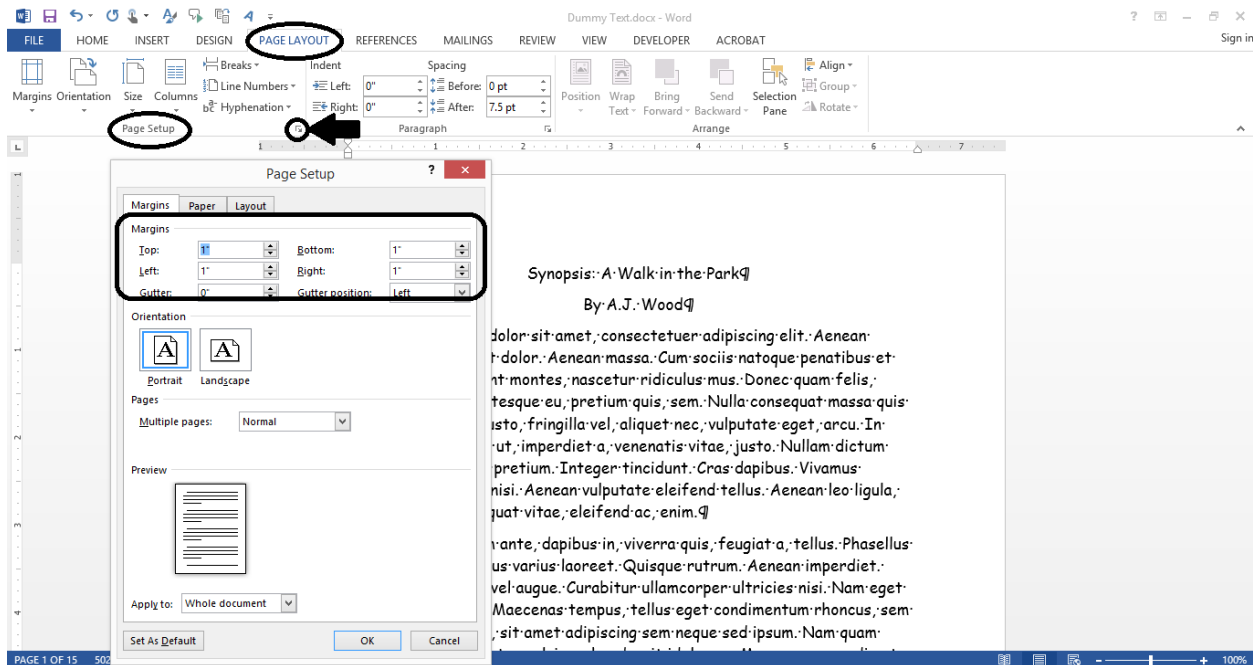 Dummy Text.docx - Word
FILE HOME INSERT DESIGN PAGE LAYOUT REFERENCES MAILINGS REVIEW VIEW DEVELOPER ACROBAT Sign in
Breaks Indent Spacing Align
Line Numbers Left: 0" Before: 0 pt Group
Margins Orientation Size Columns Position Wrap Text Bring Forward Send Backward Selection Pane
Hyphenation Right: 0" After: 7.5 pt Rotate
Page Setup Paragraph Arrange
1 1 2 3 4 5 6 7
Page Setup ?
Margins Paper Layout
Margins
Top: 1" Bottom: 1"
Left: 1" Right: 1"
Gutter: 0" Gutter position: Left
Orientation
Portrait Landscape
Pages
Multiple pages: Normal
Preview
Apply to: Whole document
Set As Default OK Cancel
Synopsis:·A·Walk·in·the·Park¶
By·A.J.·Wood¶
dolor·sit·amet,·consectetuer·adipiscing·elit.·Aenean·
dolor.·Aenean·massa.·Cum·sociis·natoque·penatibus·et·
montes,·nascetur·ridiculus·mus.·Donec·quam·felis,·
eu,·pretium·quis,·sem.·Nulla·consequat·massa·quis·
fringilla·vel,·aliquet·nec,·vulputate·eget,·arcu.·In·
ut,·imperdiet·a,·venenatis·vitae,·justo.·Nullam·dictum·
pretium.·Integer·tincidunt.·Cras·dapibus.·Vivamus·
nisi.·Aenean·vulputate·eleifend·tellus.·Aenean·leo·ligula,·
vitae,·eleifend·ac,·enim.¶
ante,·dapibus·in,·viverra·quis,·feugiat·a,·tellus.·Phasellus·
varius·laoreet.·Quisque·rutrum.·Aenean·imperdiet.·
vel·augue.·Curabitur·ullamcorper·ultricies·nisi.·Nam·eget·
Maecenas·tempus,·tellus·eget·condimentum·rhoncus,·sem·
sit·amet·adipiscing·sem·neque·sed·ipsum.·Nam·quam·
PAGE 1 OF 15 502 100%